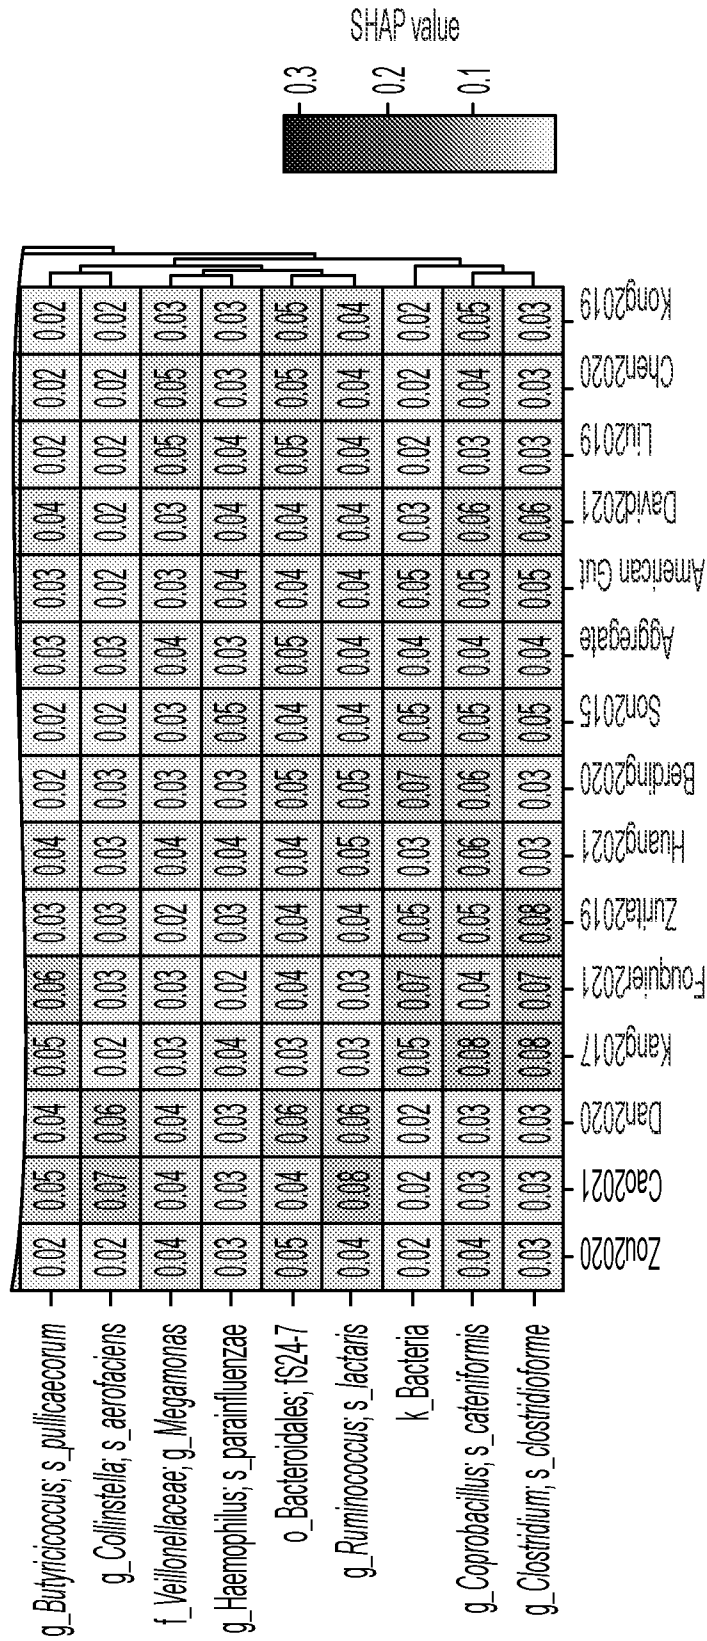 g_Butyricicoccus; s_pullicaecorum 0.02 0.05 0.04 0.05 0.06 0.03 0.04 0.02 0.02 0.03 0.03 0.04 0.02 0.02 0.02
g_Collinstella; s_aerofaciens 0.02 0.07 0.06 0.02 0.03 0.03 0.03 0.03 0.02 0.03 0.02 0.02 0.02 0.02 0.02
f_Veillonellaceae; g_Megamonas 0.04 0.04 0.04 0.03 0.03 0.02 0.04 0.03 0.03 0.04 0.03 0.03 0.05 0.05 0.03
g_Haemophilus; s_parainfluenzae 0.03 0.03 0.03 0.04 0.02 0.03 0.04 0.03 0.05 0.03 0.04 0.04 0.04 0.03 0.03
o_Bacteroidales; fS24-7 0.05 0.04 0.06 0.03 0.04 0.04 0.04 0.05 0.04 0.05 0.04 0.04 0.05 0.05 0.05
g_Ruminococcus; s_lactaris 0.04 0.08 0.06 0.03 0.03 0.04 0.05 0.05 0.04 0.04 0.04 0.04 0.04 0.04 0.04
k_Bacteria 0.02 0.02 0.02 0.05 0.07 0.05 0.03 0.07 0.05 0.04 0.05 0.03 0.02 0.02 0.02
g_Coprobacillus; s_cateniformis 0.04 0.03 0.03 0.08 0.04 0.05 0.06 0.06 0.05 0.04 0.05 0.06 0.03 0.04 0.05
g_Clostridium; s_clostridioforme 0.03 0.03 0.03 0.08 0.07 0.08 0.03 0.03 0.05 0.04 0.05 0.06 0.03 0.03 0.03
Zou2020
Cao2021
Dan2020
Kang2017
Fouquier2021
Zurita2019
Huang2021
Berding2020
Son2015
Aggregate
American Gut
David2021
Liu2019
Chen2020
Kong2019
0.3
0.2
0.1
SHAP value